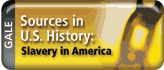 GALE
Sources in
U.S. History:
Slavery in America